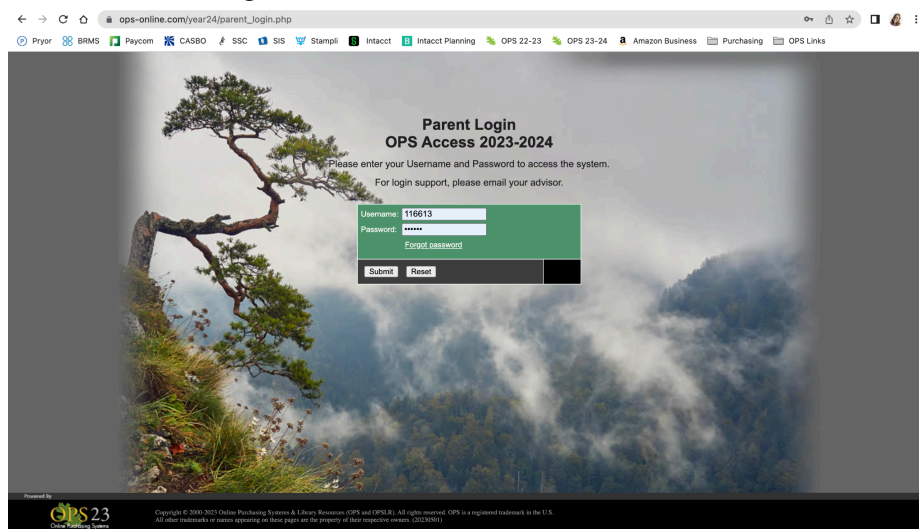 ops-online.com/year24/parent_login.php
Pryor BRMS Paycom CASBO SSC SIS Stampli Intacct Intacct Planning OPS 22-23 OPS 23-24 Amazon Business Purchasing OPS Links
Parent Login
OPS Access 2023-2024
Please enter your Username and Password to access the system.
For login support, please email your advisor.
Username: 116613
Password: ••••••
Forgot password
Submit Reset
Powered By
OPS 23
Online Purchasing Systems
Copyright © 2000-2023 Online Purchasing Systems & Library Resources (OPS and OPSLR). All rights reserved. OPS is a registered trademark in the U.S.
All other trademarks or names appearing on these pages are the property of their respective owners. (20230501)